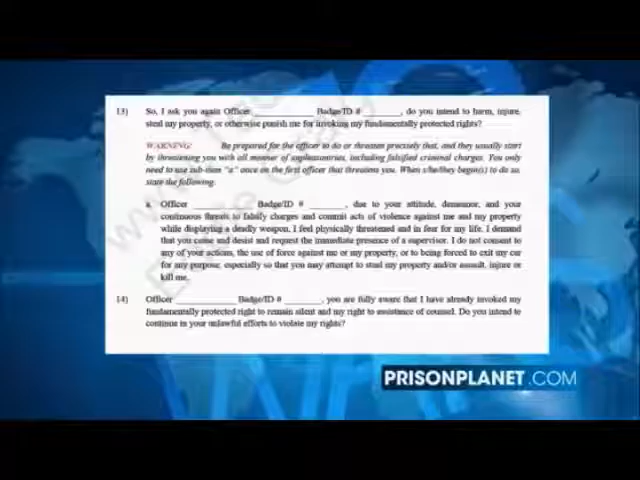 13) So, I ask you again Officer ____________ Badge/ID # ________, do you intend to harm, injure,
steal my property, or otherwise punish me for invoking my fundamentally protected rights?
WARNING: Be prepared for the officer to do or threaten precisely that, and they usually start
by threatening you with all manner of unpleasantries, including falsified criminal charges. You only
need to use sub-item "a" once on the first officer that threatens you. When s/he/they begin(s) to do so,
state the following.
a. Officer ____________ Badge/ID # ________, due to your attitude, demeanor, and your
continuous threats to falsify charges and commit acts of violence against me and my property
while displaying a deadly weapon, I feel physically threatened and in fear for my life. I demand
that you cease and desist and request the immediate presence of a supervisor. I do not consent to
any of your actions, the use of force against me or my property, or to being forced to exit my car
for any purpose, especially so that you may attempt to steal my property and/or assault, injure or
kill me.
14) Officer ____________ Badge/ID # ________, you are fully aware that I have already invoked my
fundamentally protected right to remain silent and my right to assistance of counsel. Do you intend to
continue in your unlawful efforts to violate my rights?
PRISONPLANET.COM